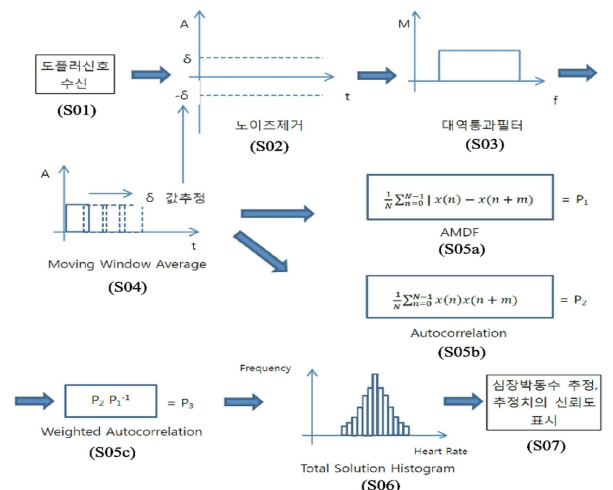 도플러신호
수신
(S01)
A
δ
-δ
t
노이즈제거
(S02)
M
f
대역통과필터
(S03)
A
δ 값추정
t
Moving Window Average
(S04)
1/N ∑_{n=0}^{N-1} | x(n) − x(n + m) = P₁
AMDF
(S05a)
1/N ∑_{n=0}^{N-1} x(n)x(n + m) = P₂
Autocorrelation
(S05b)
P₂ P₁⁻¹ = P₃
Weighted Autocorrelation
(S05c)
Frequency
Heart Rate
Total Solution Histogram
(S06)
심장박동수 추정,
추정치의 신뢰도
표시
(S07)